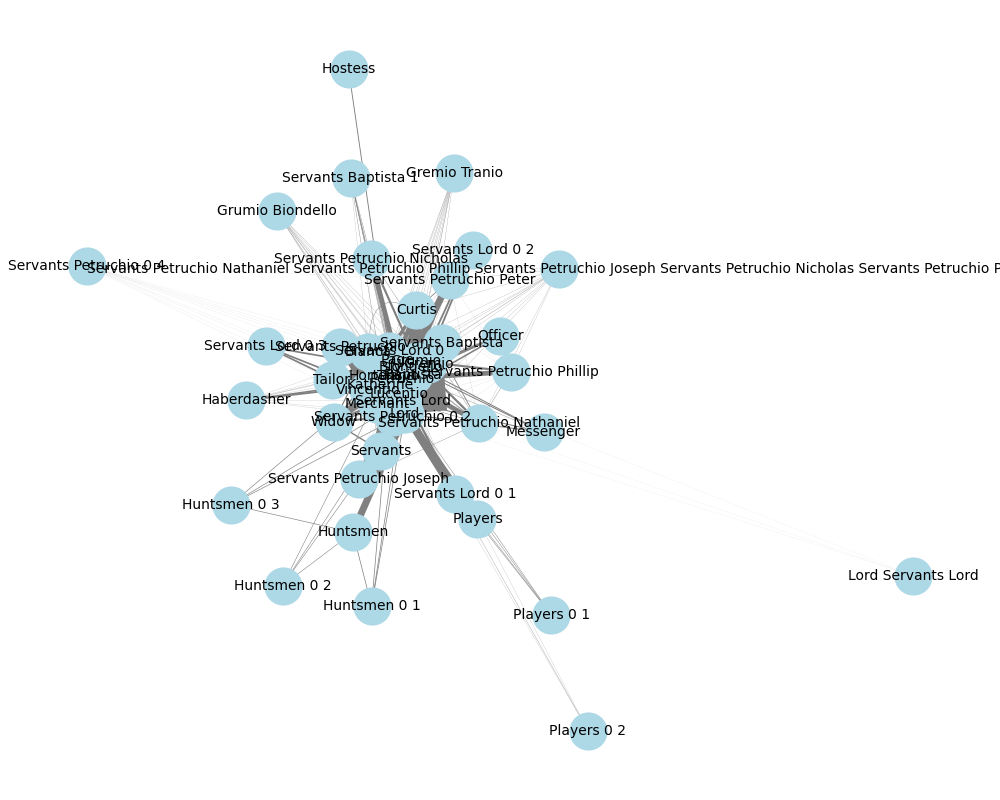 Hostess
Gremio Tranio
Servants Baptista 1
Grumio Biondello
Servants Lord 0 2
Servants Petruchio Nicholas
Servants Petruchio 0 4
Servants Petruchio Nathaniel Servants Petruchio Phillip Servants Petruchio Joseph Servants Petruchio Nicholas Servants Petruchio P
Servants Petruchio Peter
Curtis
Officer
Servants Baptista
Servants Lord 0 3
Servants Petruchio
Servants Lord 0
Servants Petruchio Phillip
Tailor
Katherine
Vincentio
Lucentio
Haberdasher
Servants Lord
Merchant
Lord
Servants Petruchio 0 2
Widow
Servants Petruchio Nathaniel
Messenger
Servants
Servants Petruchio Joseph
Servants Lord 0 1
Huntsmen 0 3
Players
Huntsmen
Lord Servants Lord
Huntsmen 0 2
Huntsmen 0 1
Players 0 1
Players 0 2